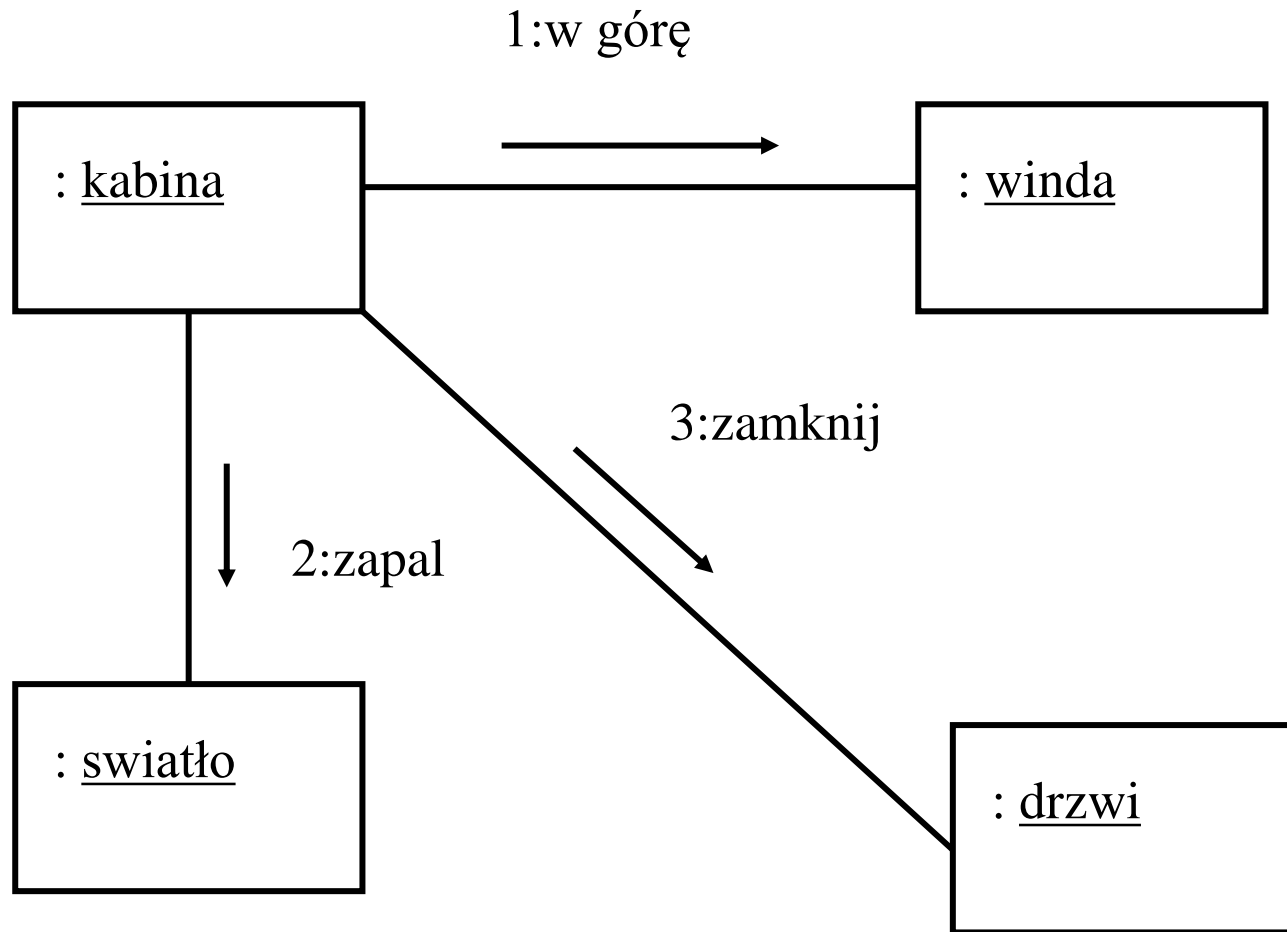 1:w górę
: kabina
: winda
3:zamknij
2:zapal
: swiatło
: drzwi